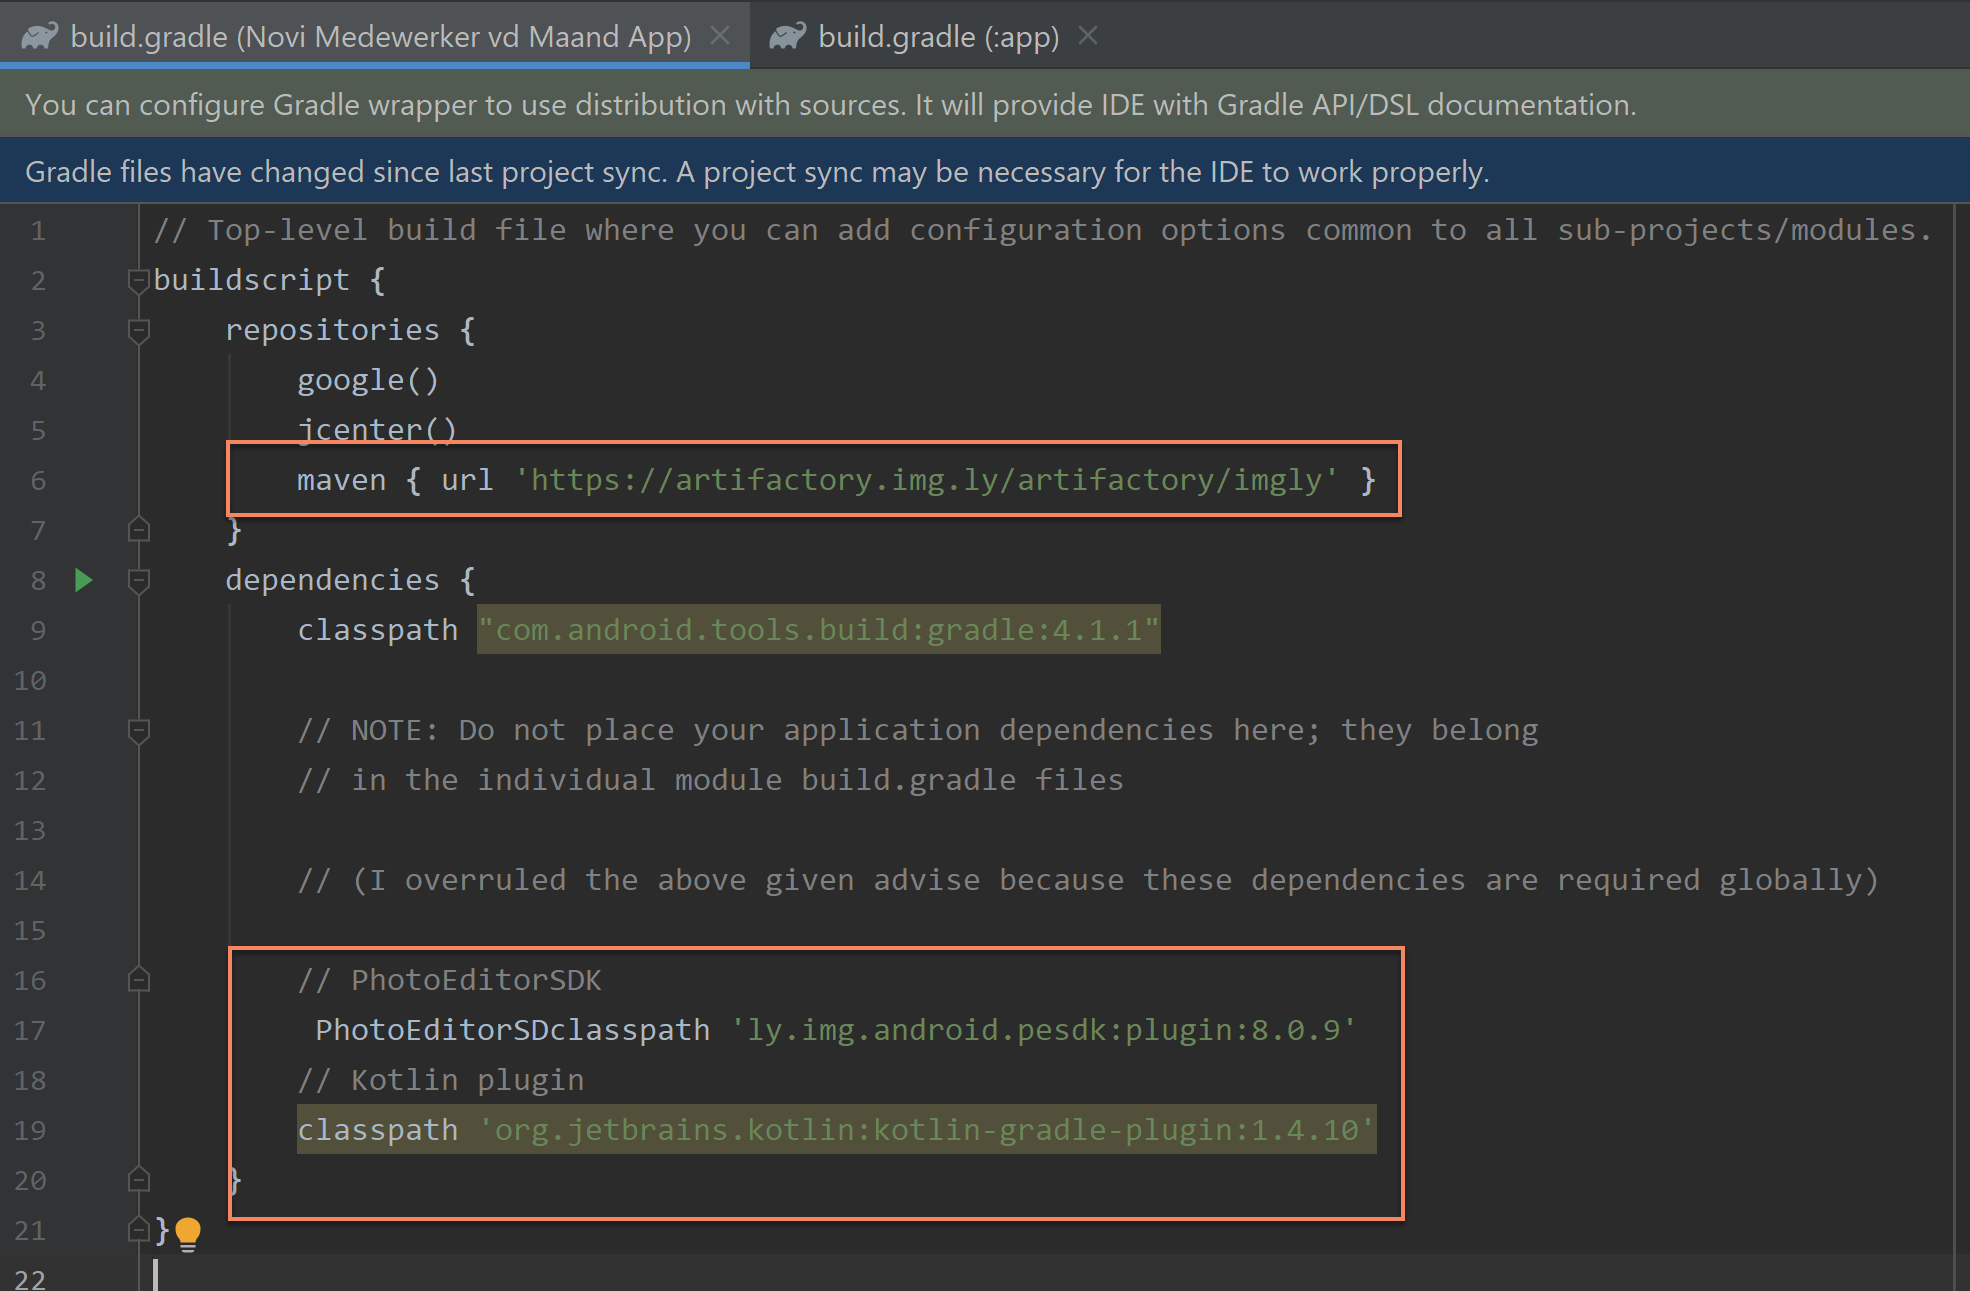 build.gradle (Novi Medewerker vd Maand App) build.gradle (:app)
You can configure Gradle wrapper to use distribution with sources. It will provide IDE with Gradle API/DSL documentation.
Gradle files have changed since last project sync. A project sync may be necessary for the IDE to work properly.
1 // Top-level build file where you can add configuration options common to all sub-projects/modules.
2 buildscript {
3 repositories {
4 google()
5 jcenter()
6 maven { url 'https://artifactory.img.ly/artifactory/imgly' }
7 }
8 dependencies {
9 classpath "com.android.tools.build:gradle:4.1.1"
10
11 // NOTE: Do not place your application dependencies here; they belong
12 // in the individual module build.gradle files
13
14 // (I overruled the above given advise because these dependencies are required globally)
15
16 // PhotoEditorSDK
17 PhotoEditorSDclasspath 'ly.img.android.pesdk:plugin:8.0.9'
18 // Kotlin plugin
19 classpath 'org.jetbrains.kotlin:kotlin-gradle-plugin:1.4.10'
20 }
21 }
22